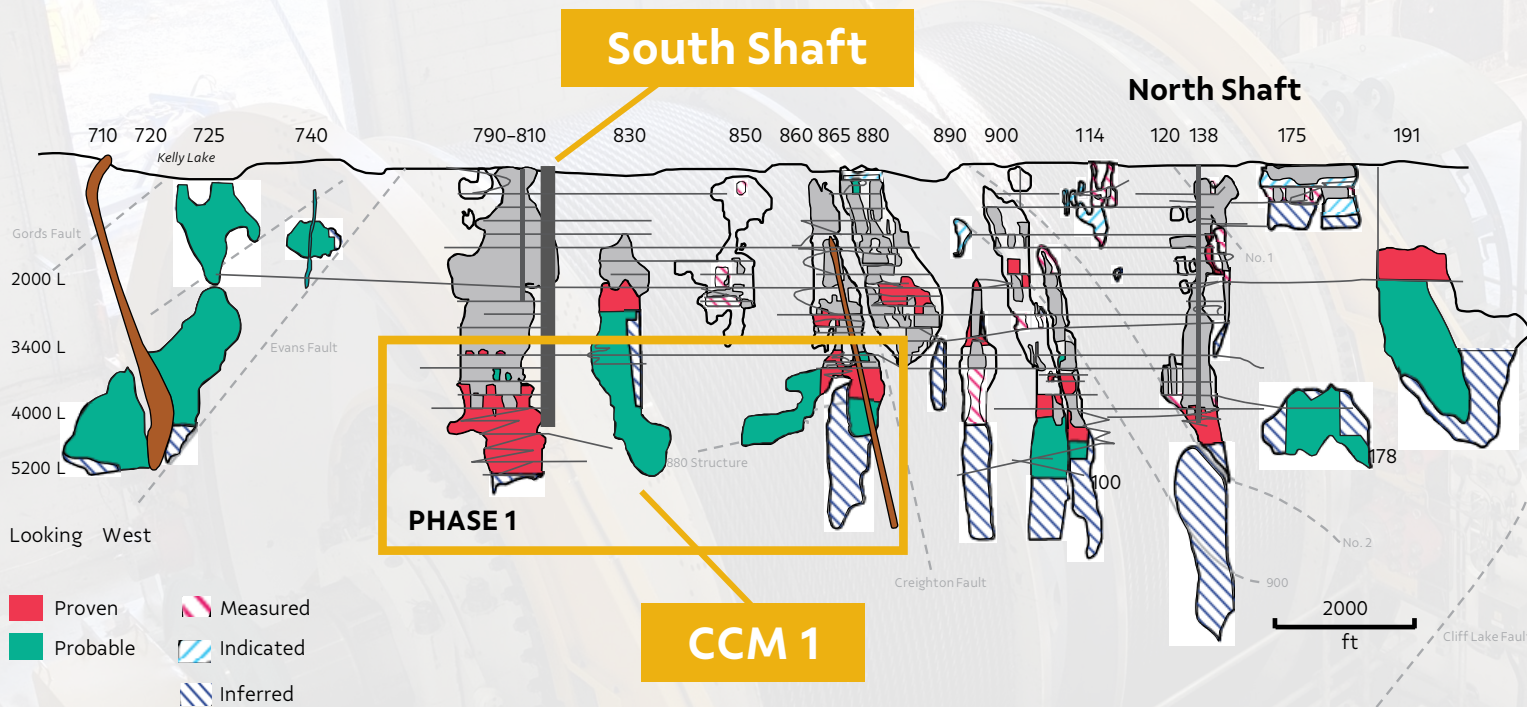 South Shaft
North Shaft
710 720 725 740 790–810 830 850 860 865 880 890 900 114 120 138 175 191
Kelly Lake
Gords Fault
No. 1
2000 L
3400 L
Evans Fault
4000 L
5200 L
880 Structure
178
100
PHASE 1
Looking West
No. 2
Creighton Fault
900
Proven
Measured
Probable
Indicated
Inferred
CCM 1
2000
ft
Cliff Lake Faul